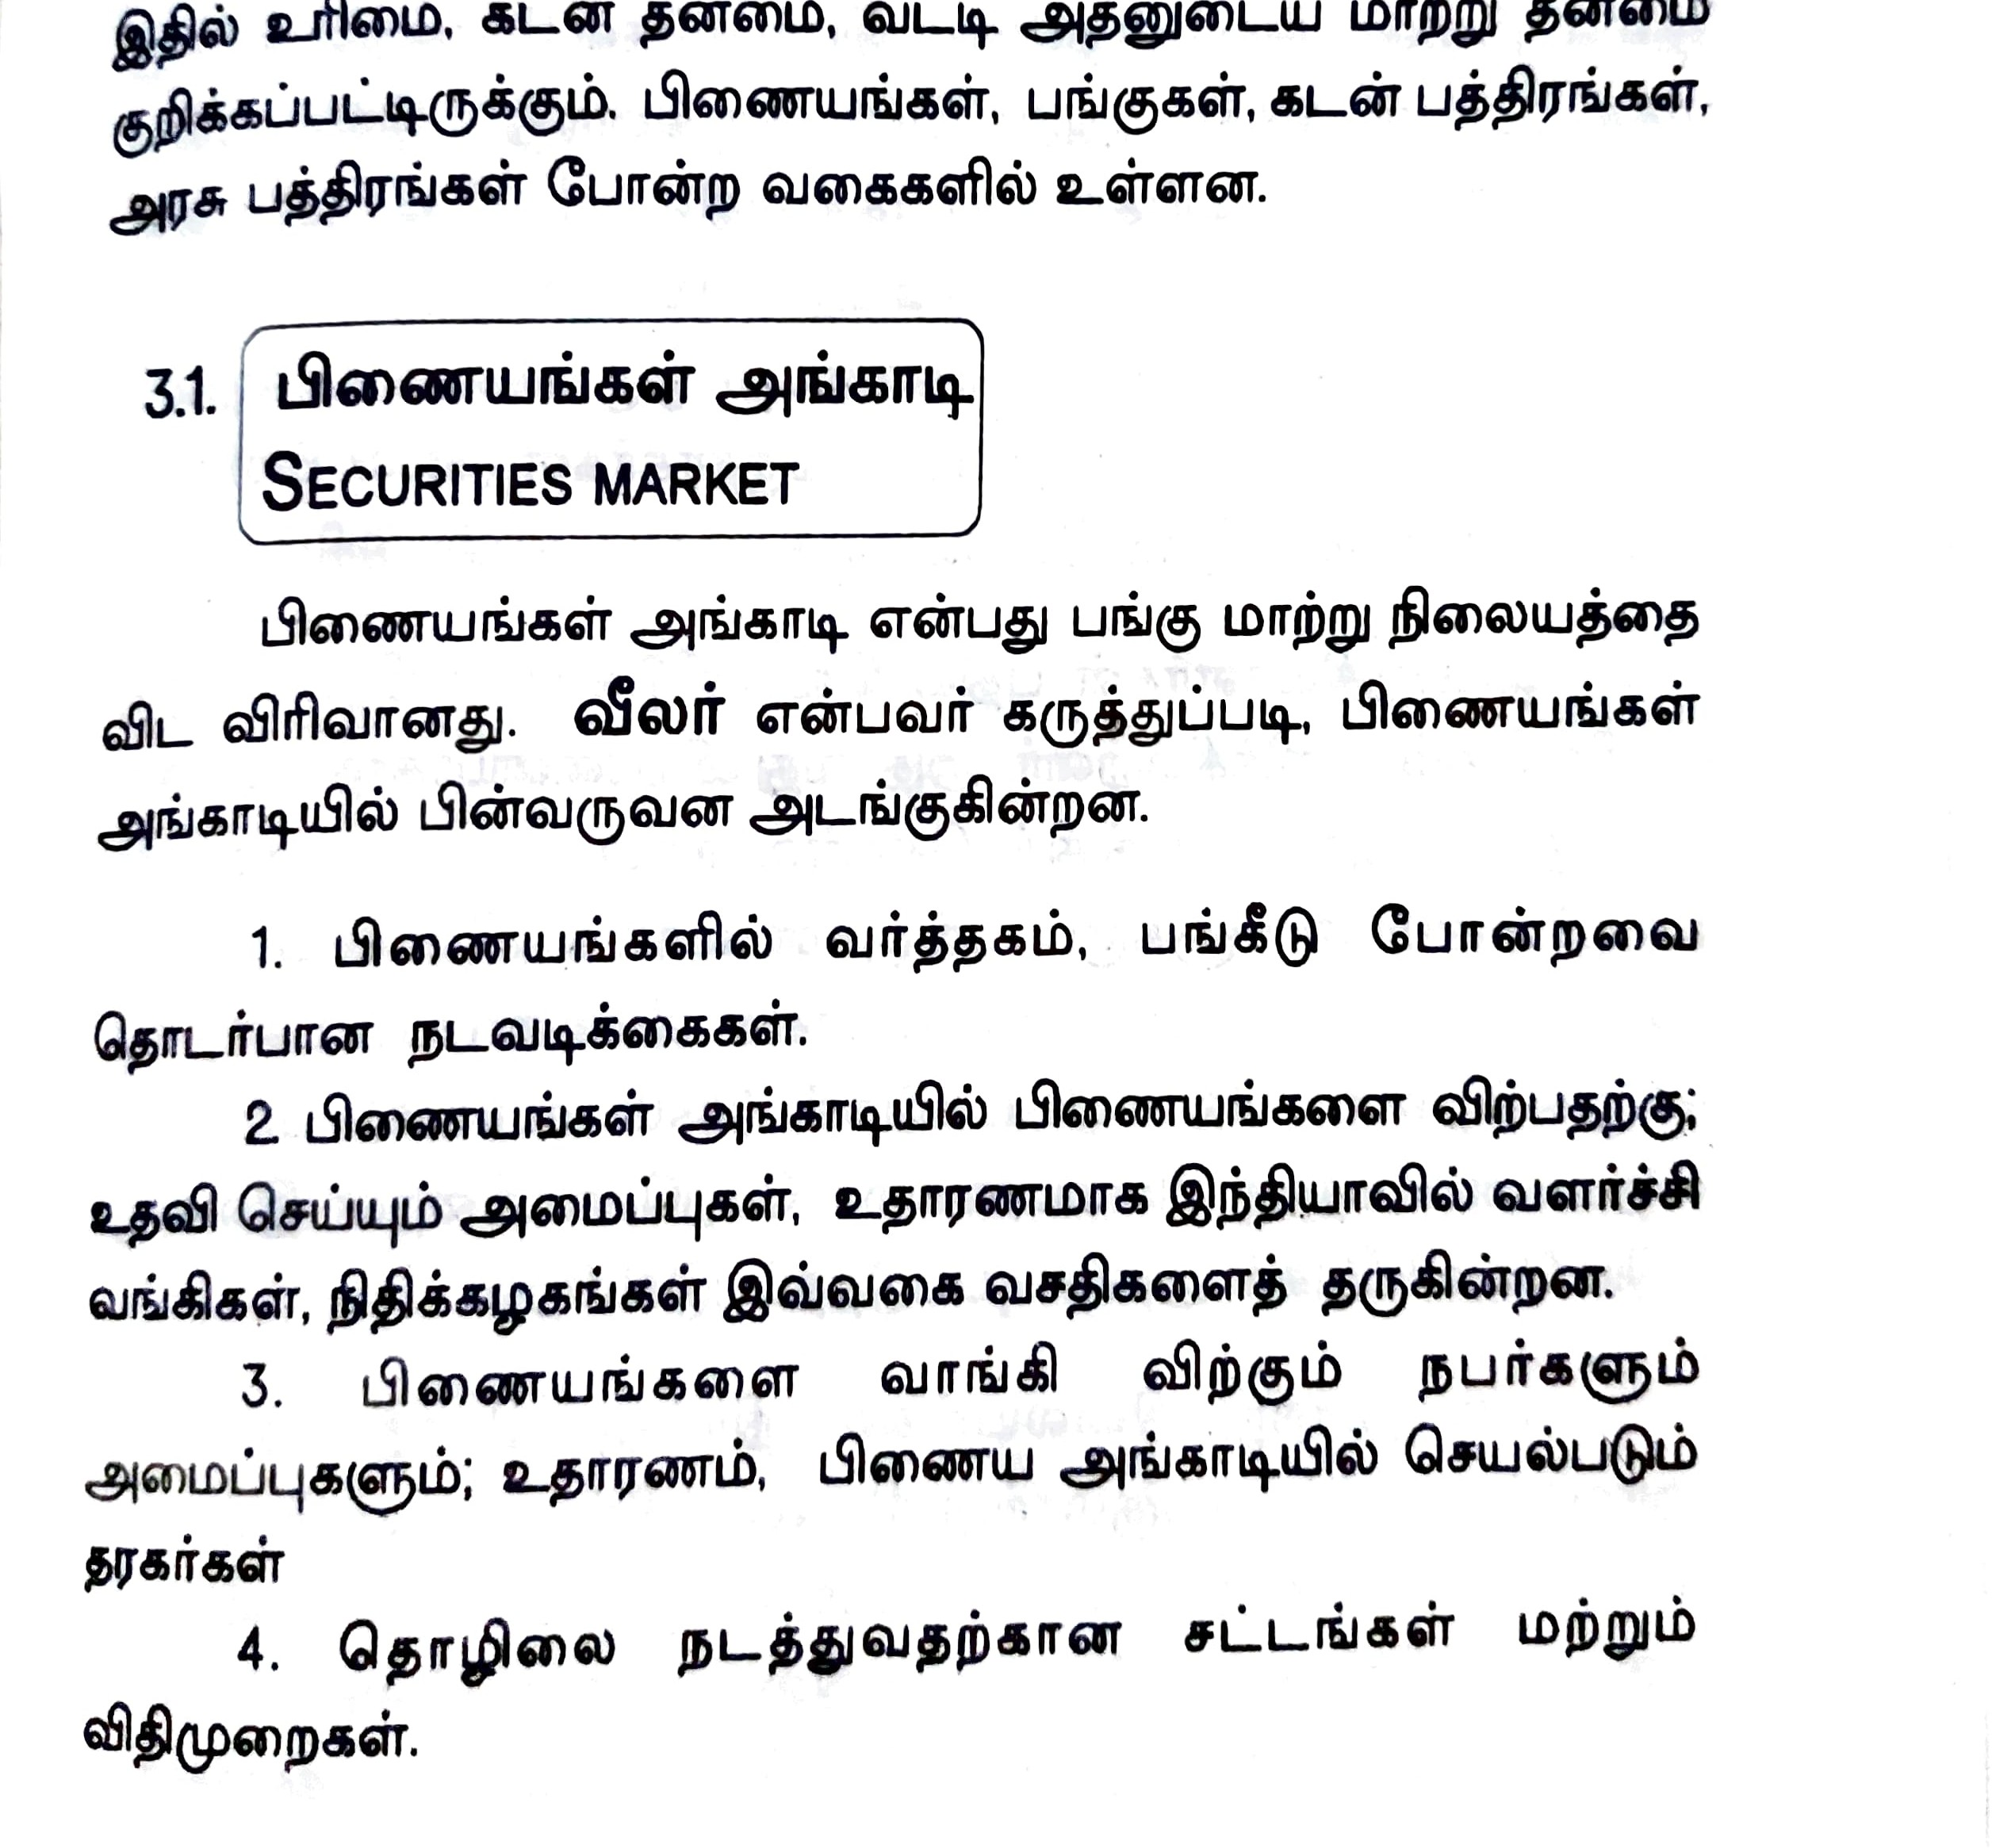 இதில் உரிமை, கடன் தன்மை, வட்டி அதனுடைய மாற்று தன்மை
குறிக்கப்பட்டிருக்கும். பிணையங்கள், பங்குகள், கடன் பத்திரங்கள்,
அரசு பத்திரங்கள் போன்ற வகைகளில் உள்ளன.
3.1. பிணையங்கள் அங்காடி
SECURITIES MARKET
பிணையங்கள் அங்காடி என்பது பங்கு மாற்று நிலையத்தை
விட விரிவானது. வீலர் என்பவர் கருத்துப்படி, பிணையங்கள்
அங்காடியில் பின்வருவன அடங்குகின்றன.
1. பிணையங்களில் வர்த்தகம், பங்கீடு போன்றவை
தொடர்பான நடவடிக்கைகள்.
2 பிணையங்கள் அங்காடியில் பிணையங்களை விற்பதற்கு;
உதவி செய்யும் அமைப்புகள், உதாரணமாக இந்தியாவில் வளர்ச்சி
வங்கிகள், நிதிக்கழகங்கள் இவ்வகை வசதிகளைத் தருகின்றன.
3. பிணையங்களை வாங்கி விற்கும் நபர்களும்
அமைப்புகளும்; உதாரணம், பிணைய அங்காடியில் செயல்படும்
தரகர்கள்
4. தொழிலை நடத்துவதற்கான சட்டங்கள் மற்றும்
விதிமுறைகள்.